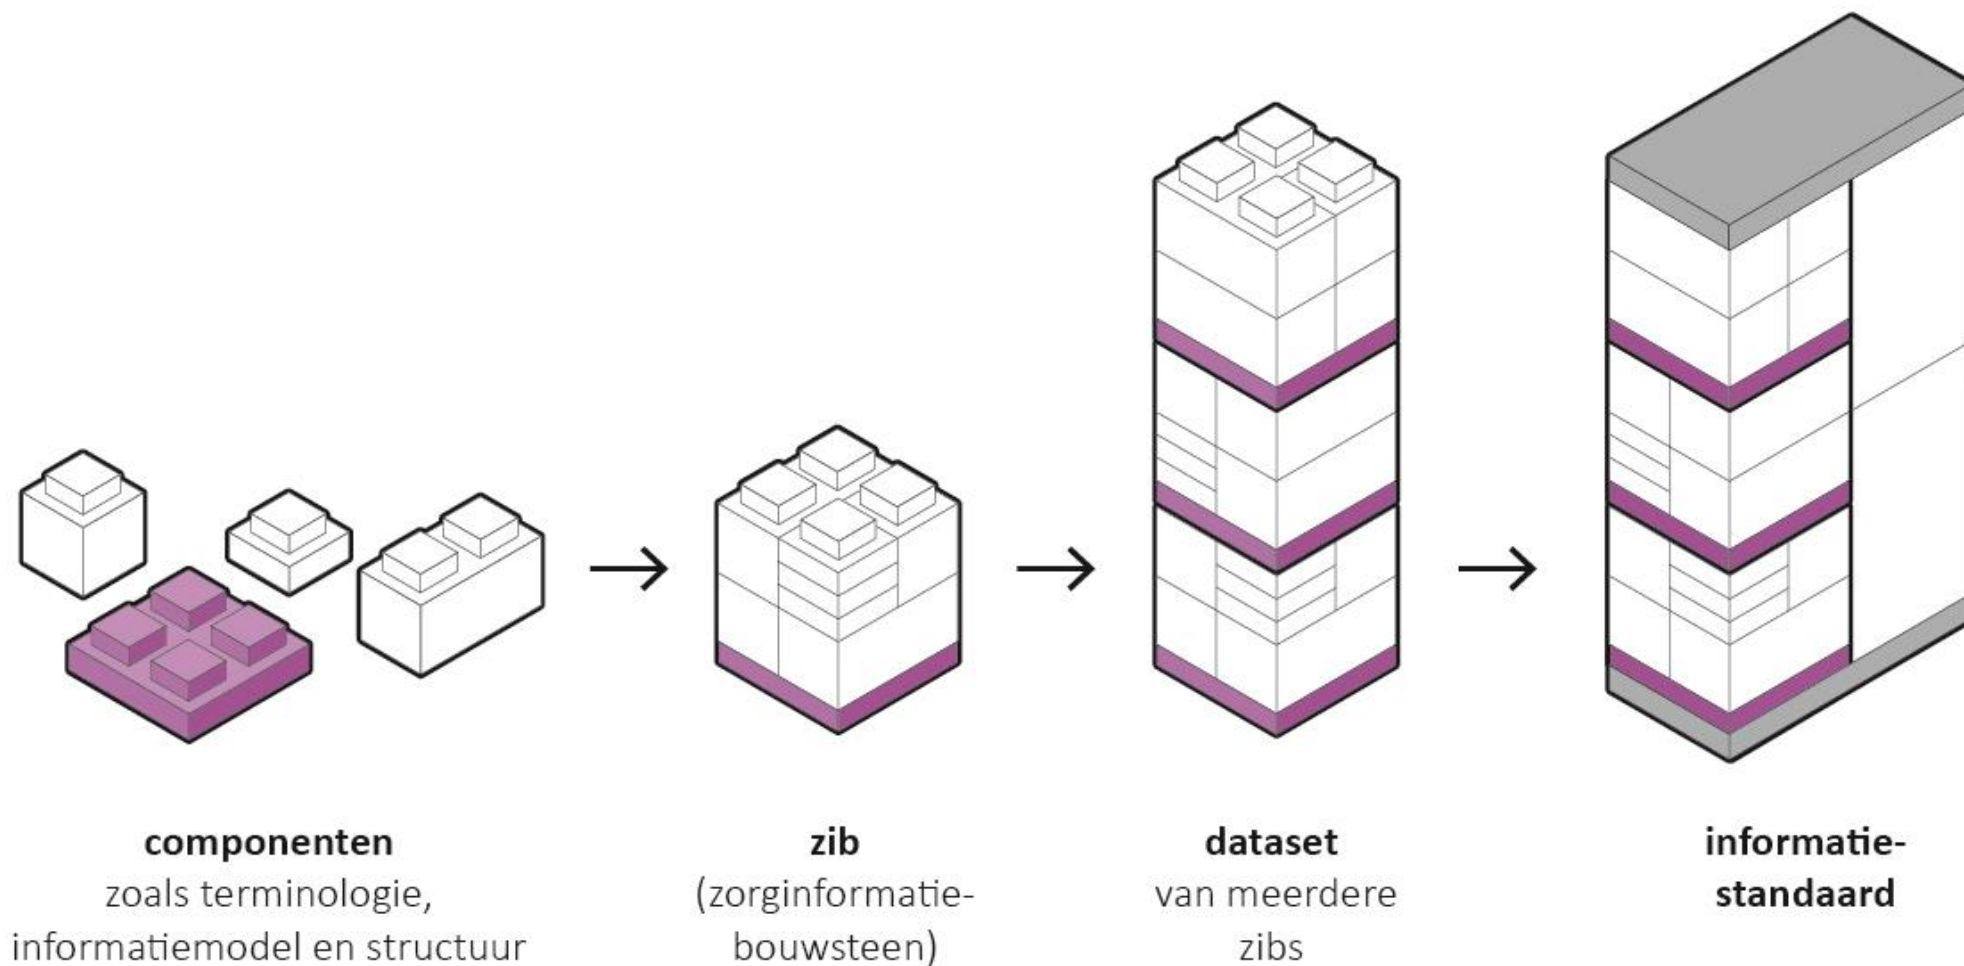 componenten
zoals terminologie,
informatiemodel en structuur
zib
(zorginformatie-
bouwsteen)
dataset
van meerdere
zibs
informatie-
standaard